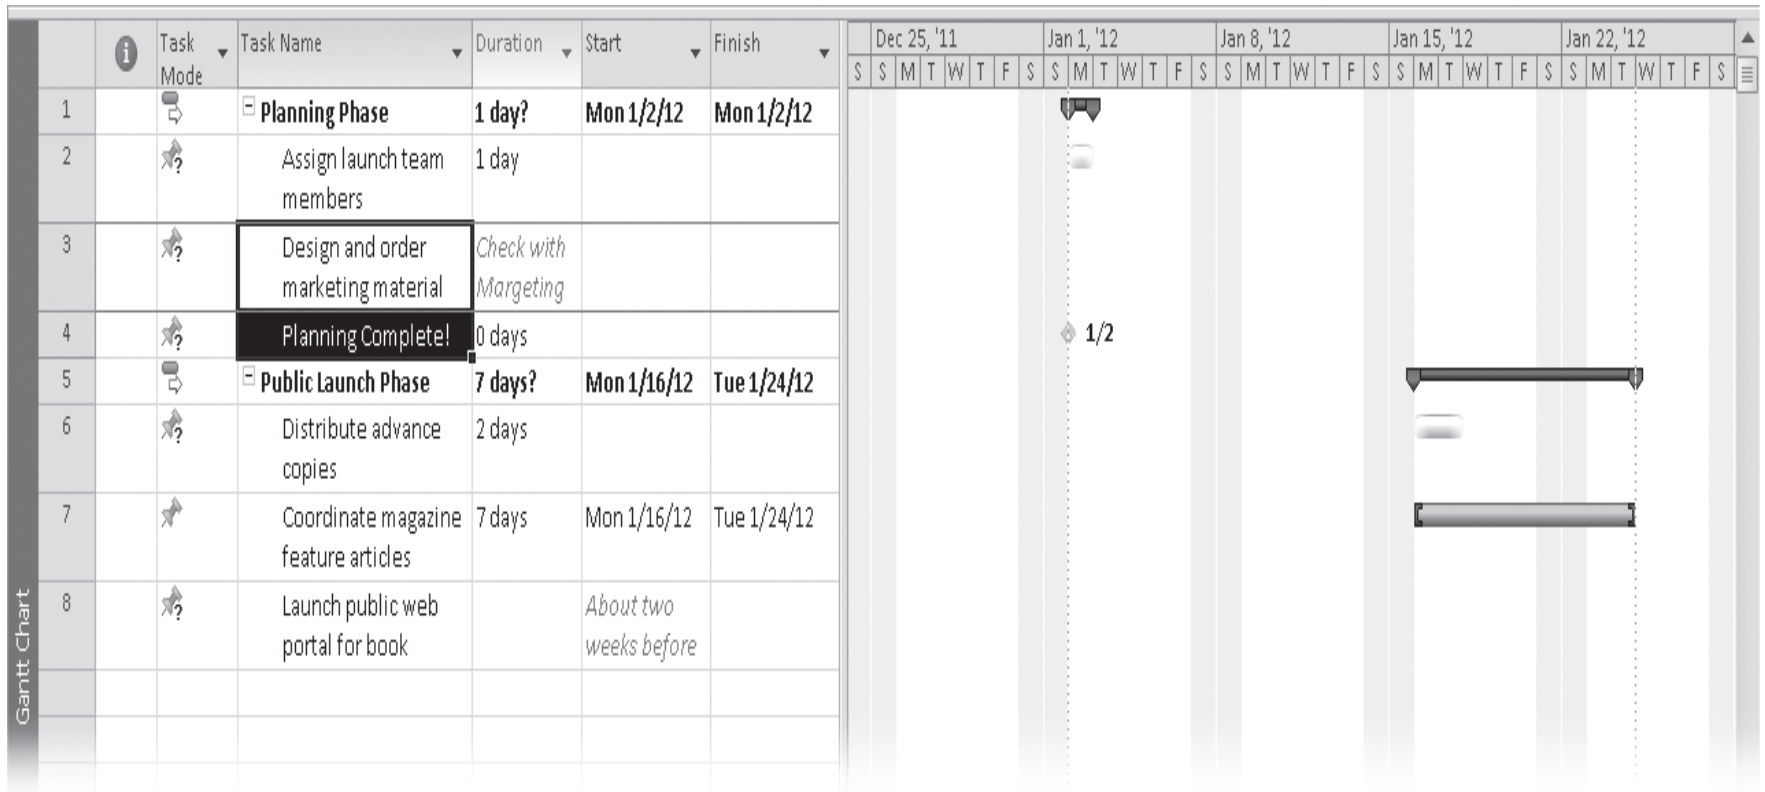 Task Mode Task Name Duration Start Finish
Dec 25, '11 Jan 1, '12 Jan 8, '12 Jan 15, '12 Jan 22, '12
S S M T W T F S S M T W T F S S M T W T F S S M T W T F S S M T W T F S
1 Planning Phase 1 day? Mon 1/2/12 Mon 1/2/12
2 Assign launch team 1 day
members
3 Design and order Check with
marketing material Margeting
4 Planning Complete! 0 days 1/2
5 Public Launch Phase 7 days? Mon 1/16/12 Tue 1/24/12
6 Distribute advance 2 days
copies
7 Coordinate magazine 7 days Mon 1/16/12 Tue 1/24/12
feature articles
8 Launch public web About two
portal for book weeks before
Gantt Chart